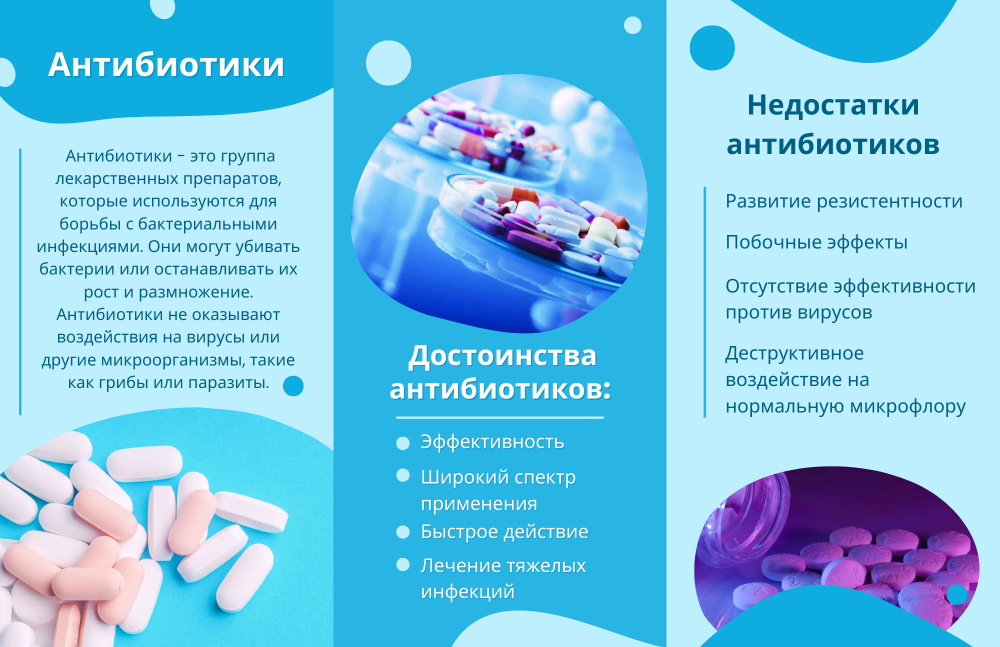 Антибиотики
Антибиотики – это группа
лекарственных препаратов,
которые используются для
борьбы с бактериальными
инфекциями. Они могут убивать
бактерии или останавливать их
рост и размножение.
Антибиотики не оказывают
воздействия на вирусы или
другие микроорганизмы, такие
как грибы или паразиты.
Достоинства
антибиотиков:
Эффективность
Широкий спектр
применения
Быстрое действие
Лечение тяжелых
инфекций
Недостатки
антибиотиков
Развитие резистентности
Побочные эффекты
Отсутствие эффективности
против вирусов
Деструктивное
воздействие на
нормальную микрофлору